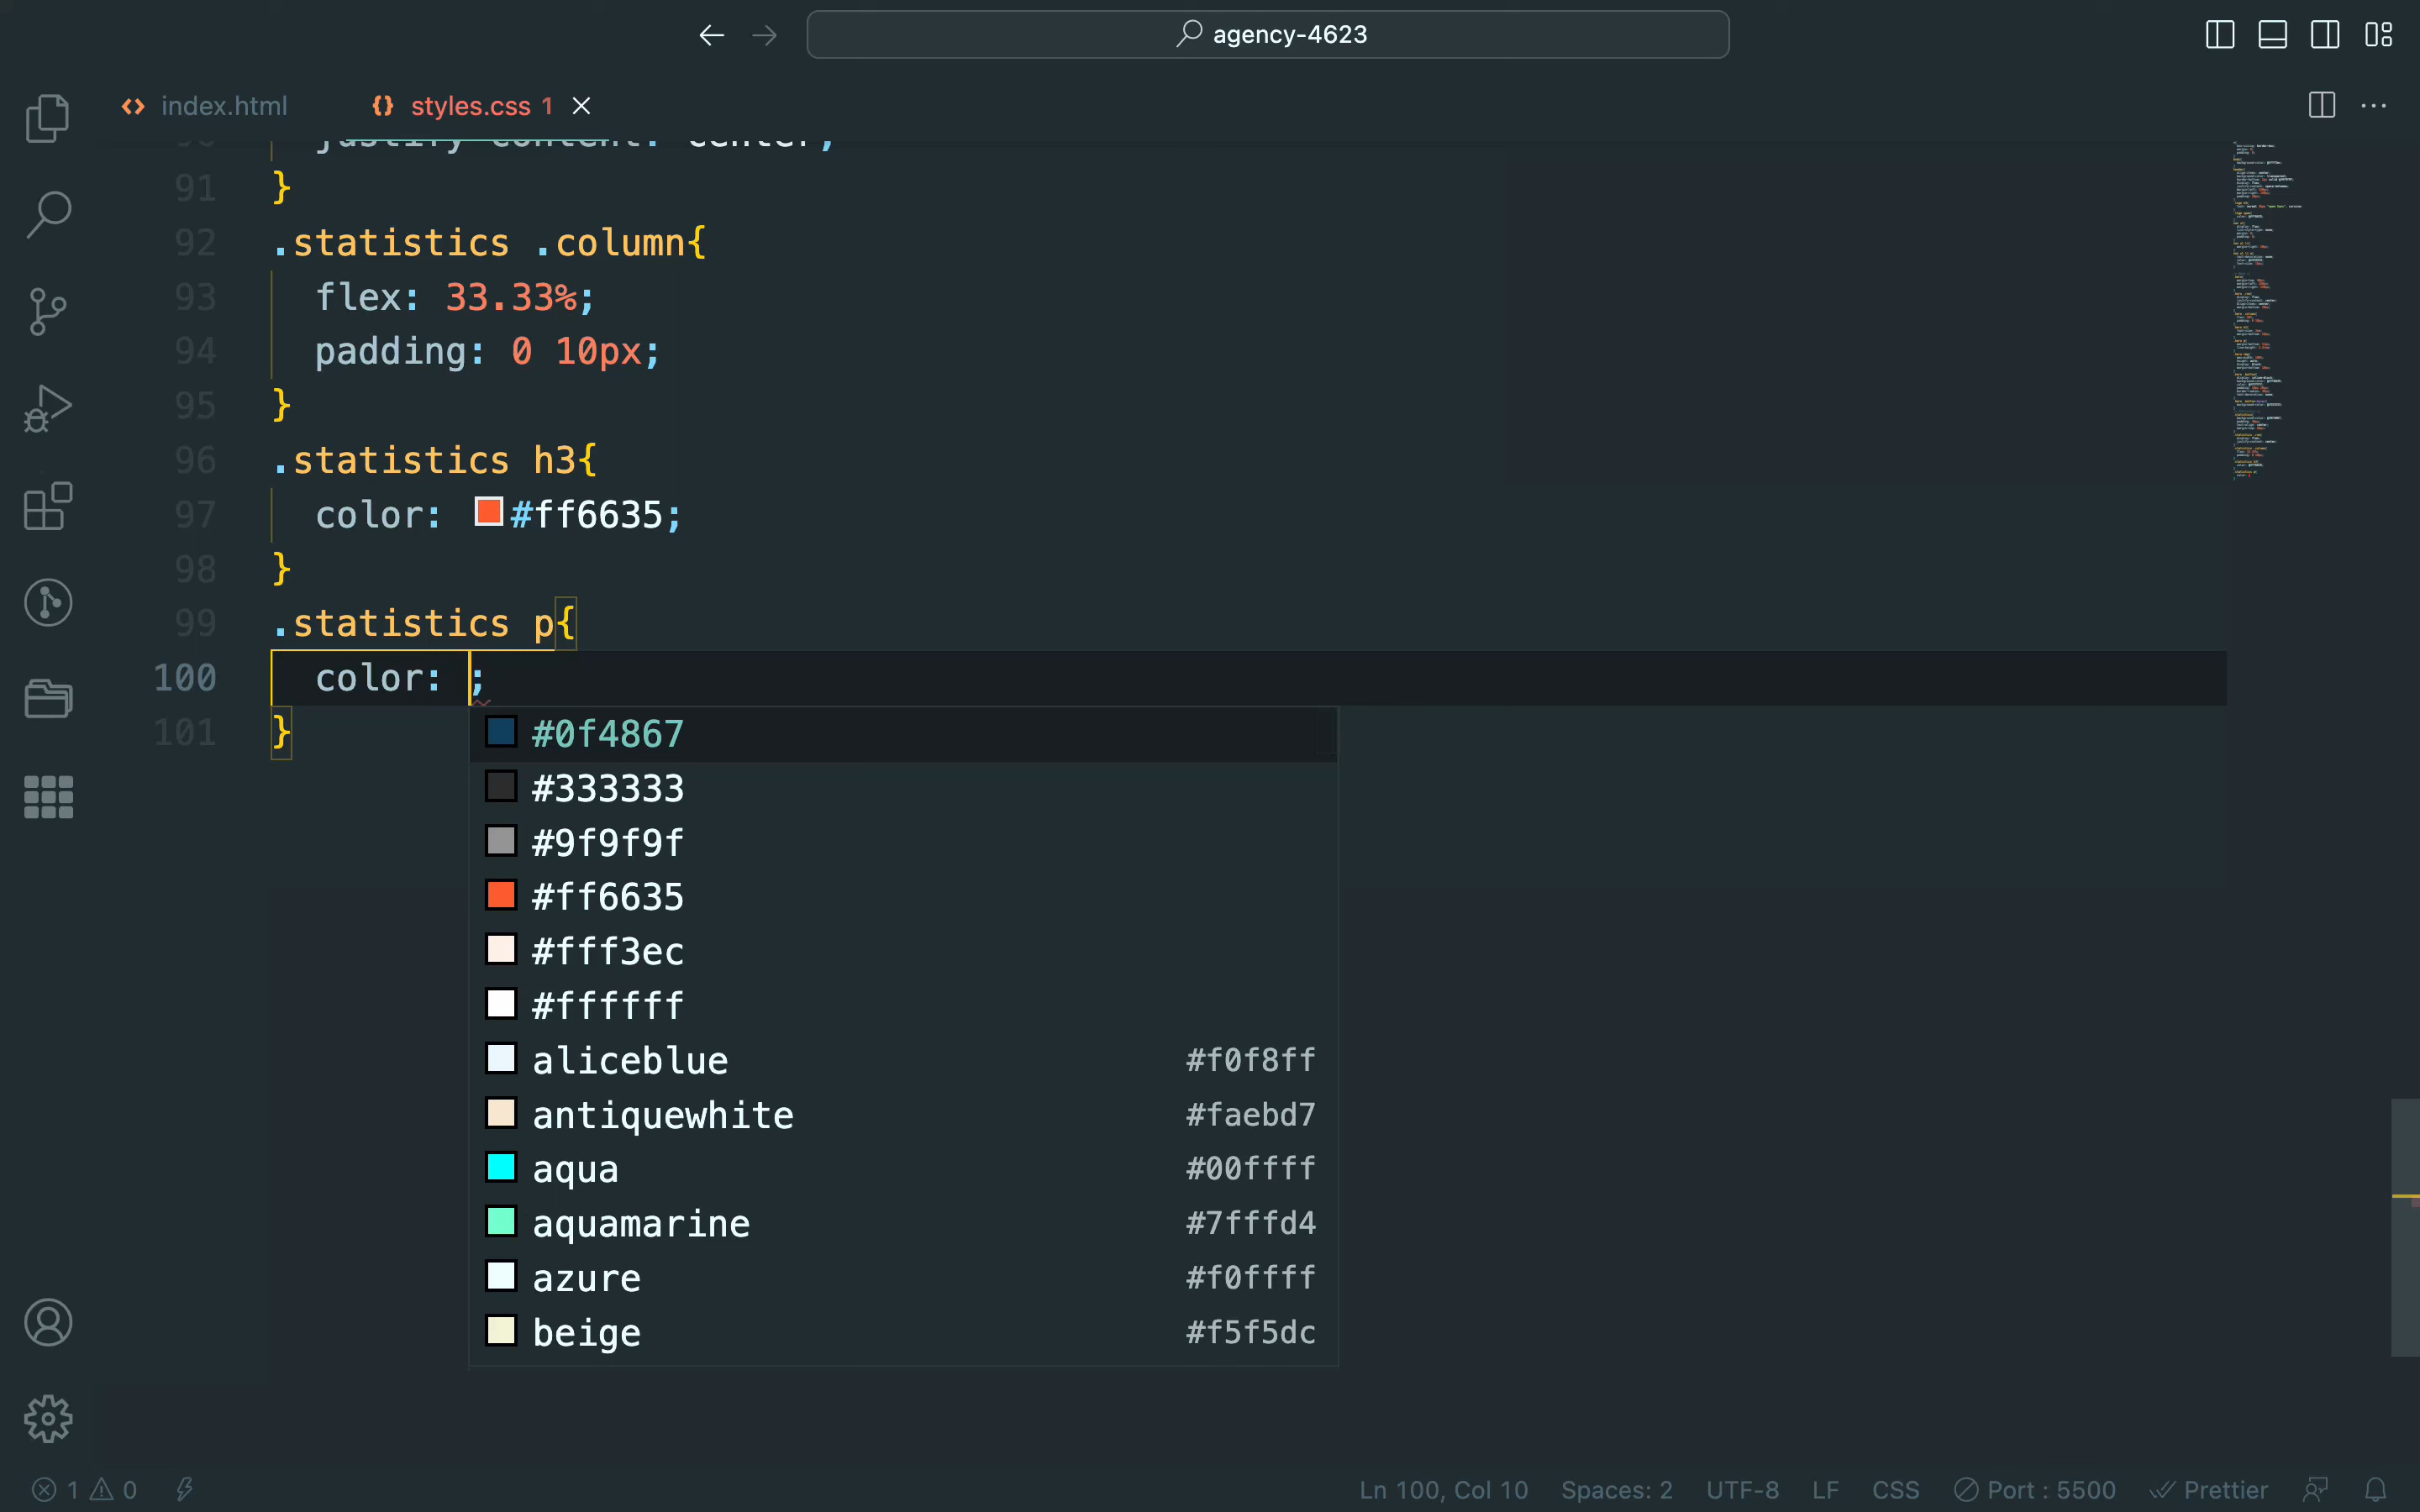 agency-4623
index.html
styles.css 1
justify-content: center;
91 }
92 .statistics .column{
93 flex: 33.33%;
94 padding: 0 10px;
95 }
96 .statistics h3{
97 color: #ff6635;
98 }
99 .statistics p{
100 color: ;
101 }
#0f4867
#333333
#9f9f9f
#ff6635
#fff3ec
#ffffff
aliceblue #f0f8ff
antiquewhite #faebd7
aqua #00ffff
aquamarine #7fffd4
azure #f0ffff
beige #f5f5dc
1 0 Ln 100, Col 10 Spaces: 2 UTF-8 LF CSS Port : 5500 Prettier